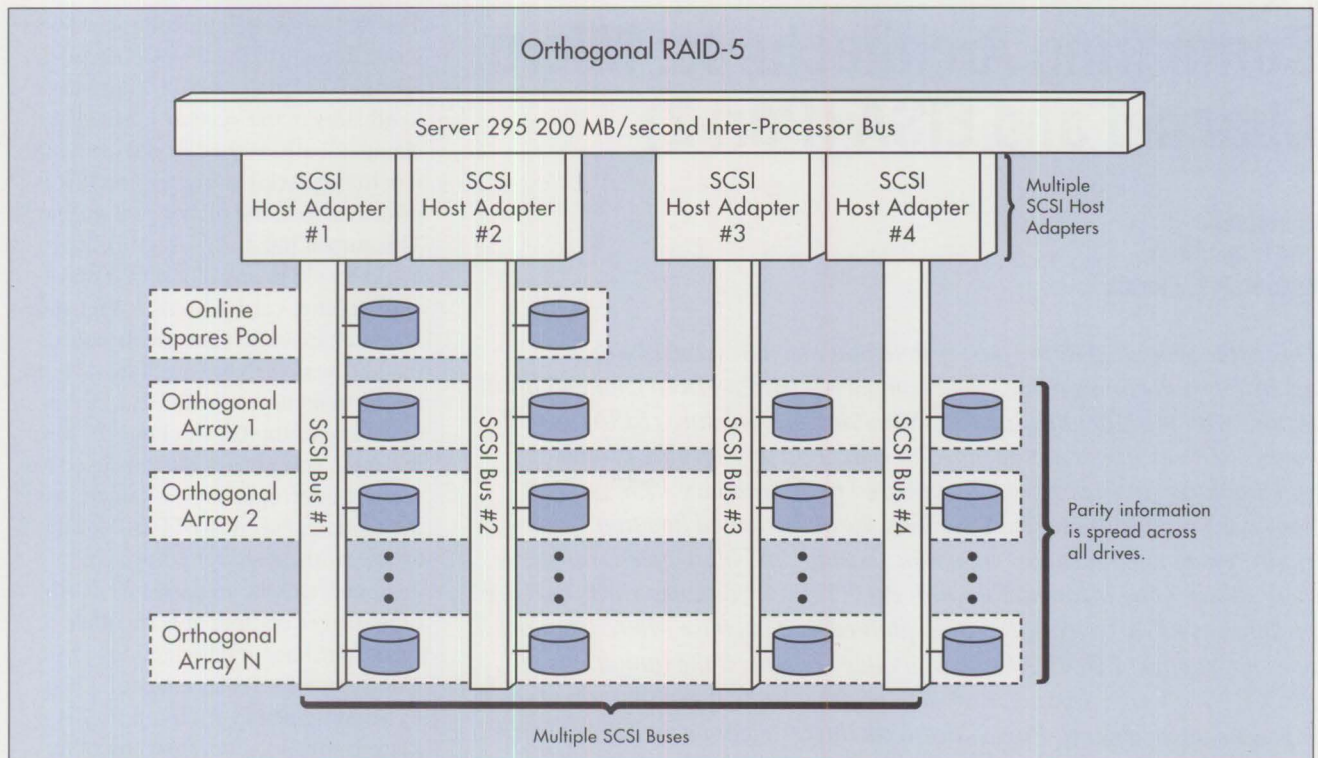 Orthogonal RAID-5
Server 295 200 MB/second Inter-Processor Bus
SCSI
Host Adapter
#1
SCSI
Host Adapter
#2
SCSI
Host Adapter
#3
SCSI
Host Adapter
#4
Multiple
SCSI Host
Adapters
Online
Spares Pool
Orthogonal
Array 1
Orthogonal
Array 2
Orthogonal
Array N
SCSI Bus #1
SCSI Bus #2
SCSI Bus #3
SCSI Bus #4
Parity information
is spread across
all drives.
Multiple SCSI Buses